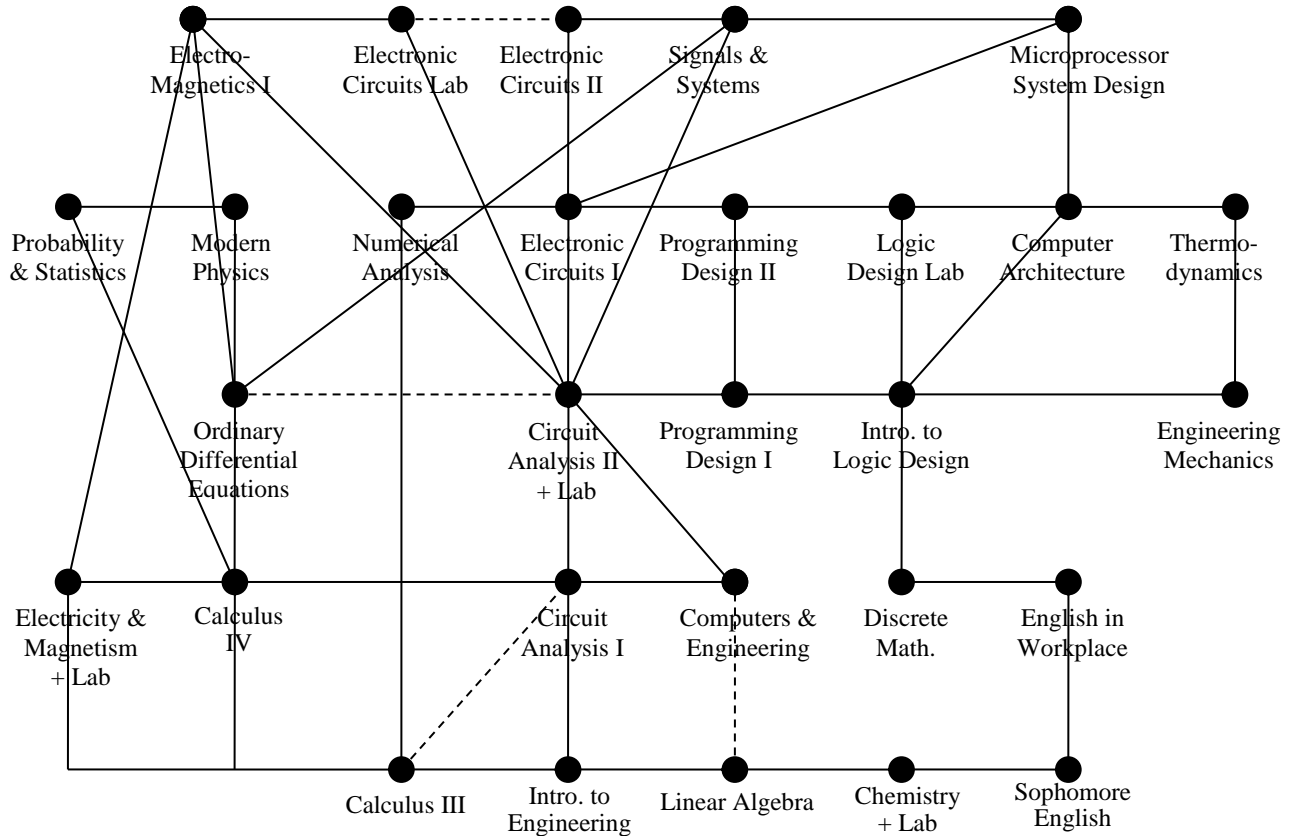 Electro-
Magnetics I
Electronic
Circuits Lab
Electronic
Circuits II
Signals &
Systems
Microprocessor
System Design
Probability
& Statistics
Modern
Physics
Numerical
Analysis
Electronic
Circuits I
Programming
Design II
Logic
Design Lab
Computer
Architecture
Thermo-
dynamics
Ordinary
Differential
Equations
Circuit
Analysis II
+ Lab
Programming
Design I
Intro. to
Logic Design
Engineering
Mechanics
Electricity &
Magnetism
+ Lab
Calculus
IV
Circuit
Analysis I
Computers &
Engineering
Discrete
Math.
English in
Workplace
Calculus III
Intro. to
Engineering
Linear Algebra
Chemistry
+ Lab
Sophomore
English